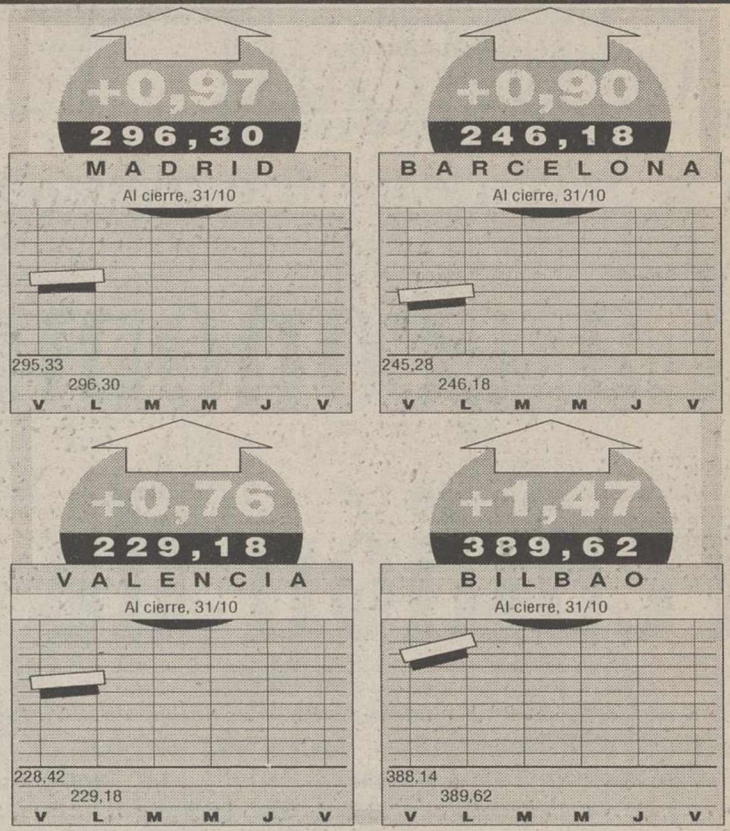 +0,97
296,30
MADRID
Al cierre, 31/10
295,33
296,30
V L M M J V
+0,90
246,18
BARCELONA
Al cierre, 31/10
245,28
246,18
V L M M J V
+0,76
229,18
VALENCIA
Al cierre, 31/10
228,42
229,18
V L M M J V
+1,47
389,62
BILBAO
Al cierre, 31/10
388,14
389,62
V L M M J V